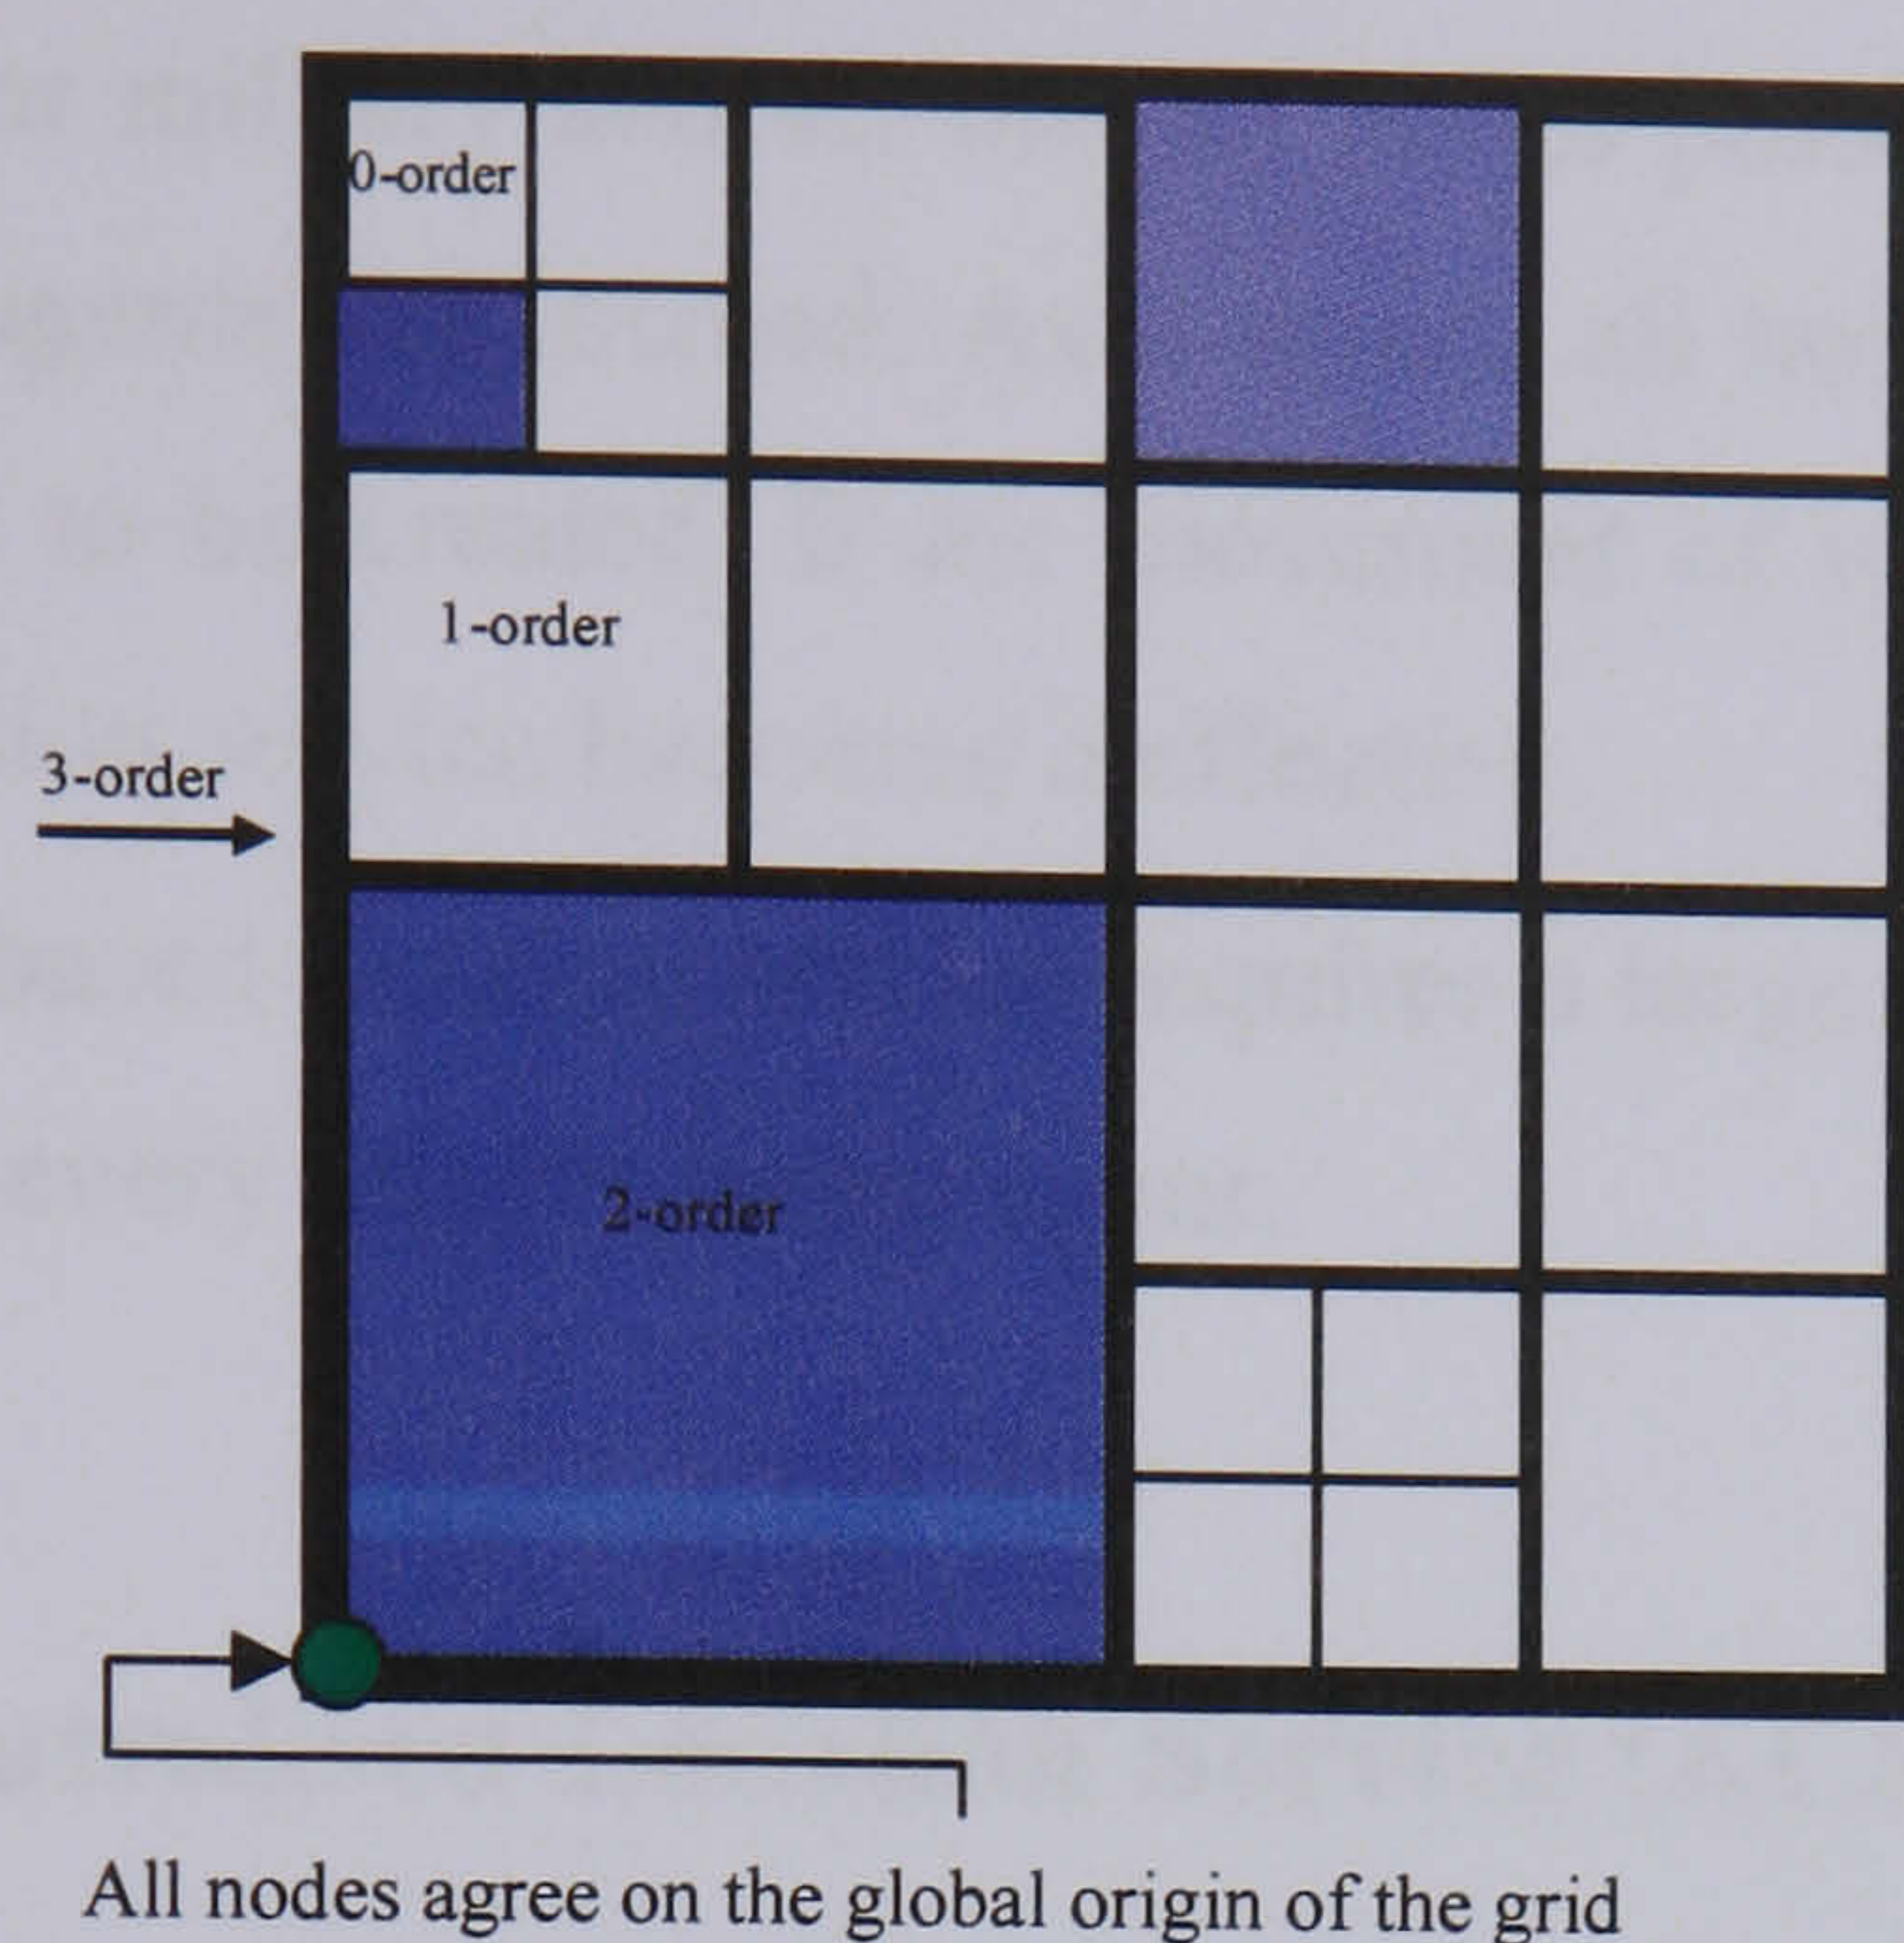 0-order
1-order
3-order
2-order
All nodes agree on the global origin of the grid